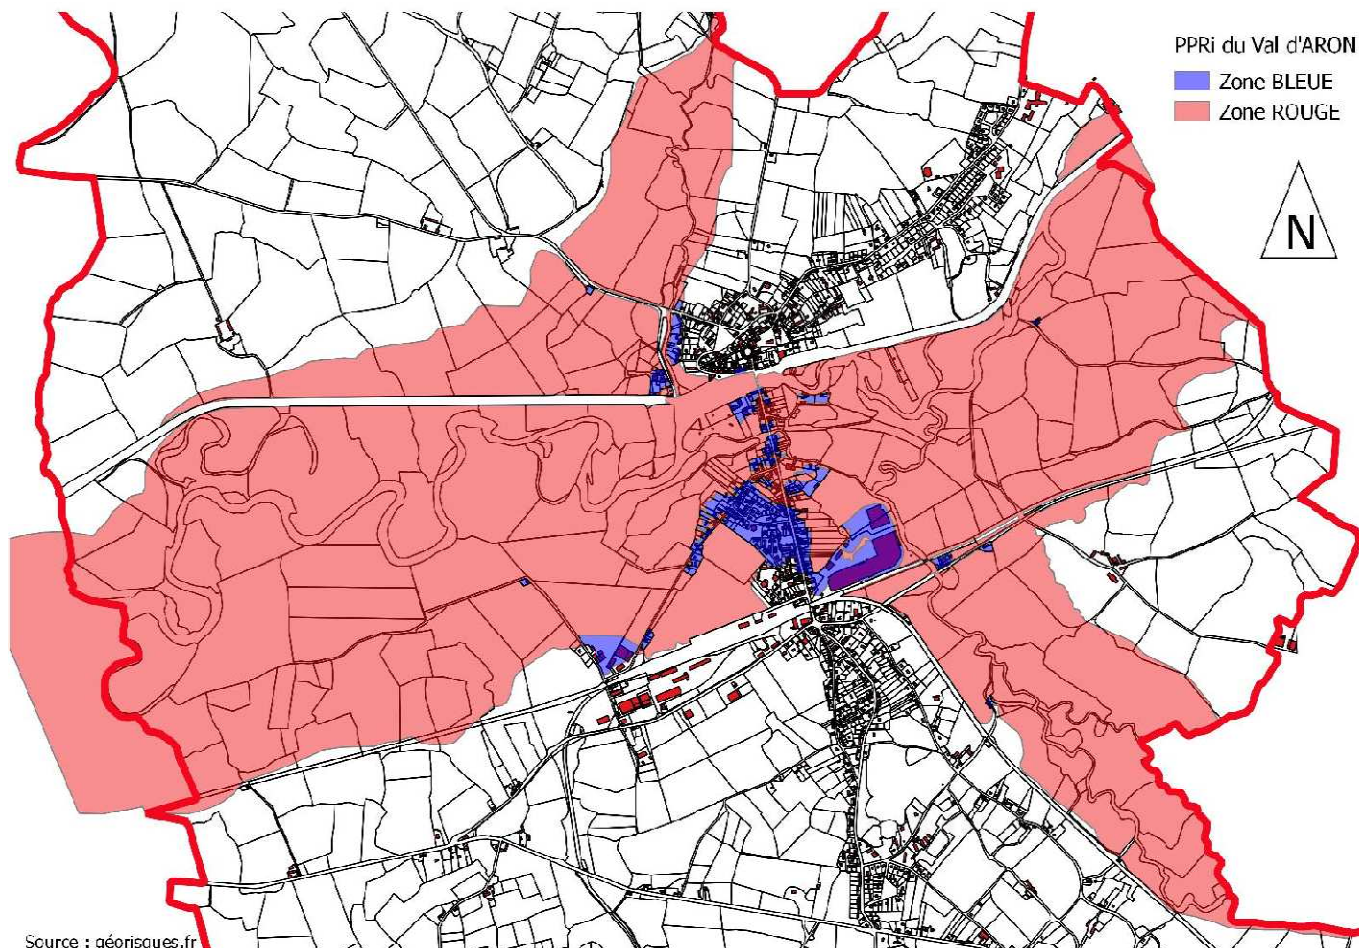 PPRi du Val d'ARON
Zone BLEUE
Zone ROUGE
N
Source : géorisques.fr